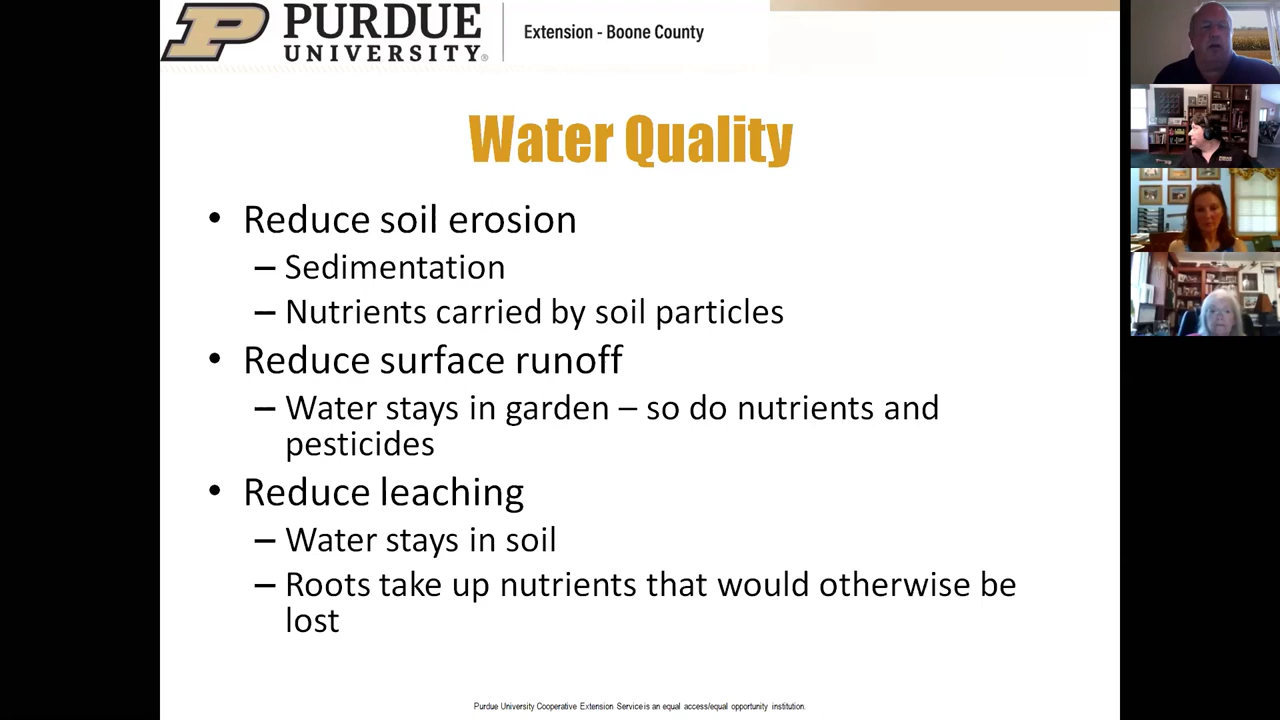 PURDUE
UNIVERSITY®
Extension - Boone County
Water Quality
• Reduce soil erosion
– Sedimentation
– Nutrients carried by soil particles
• Reduce surface runoff
– Water stays in garden – so do nutrients and
pesticides
• Reduce leaching
– Water stays in soil
– Roots take up nutrients that would otherwise be
lost
Purdue University Cooperative Extension Service is an equal access/equal opportunity institution.